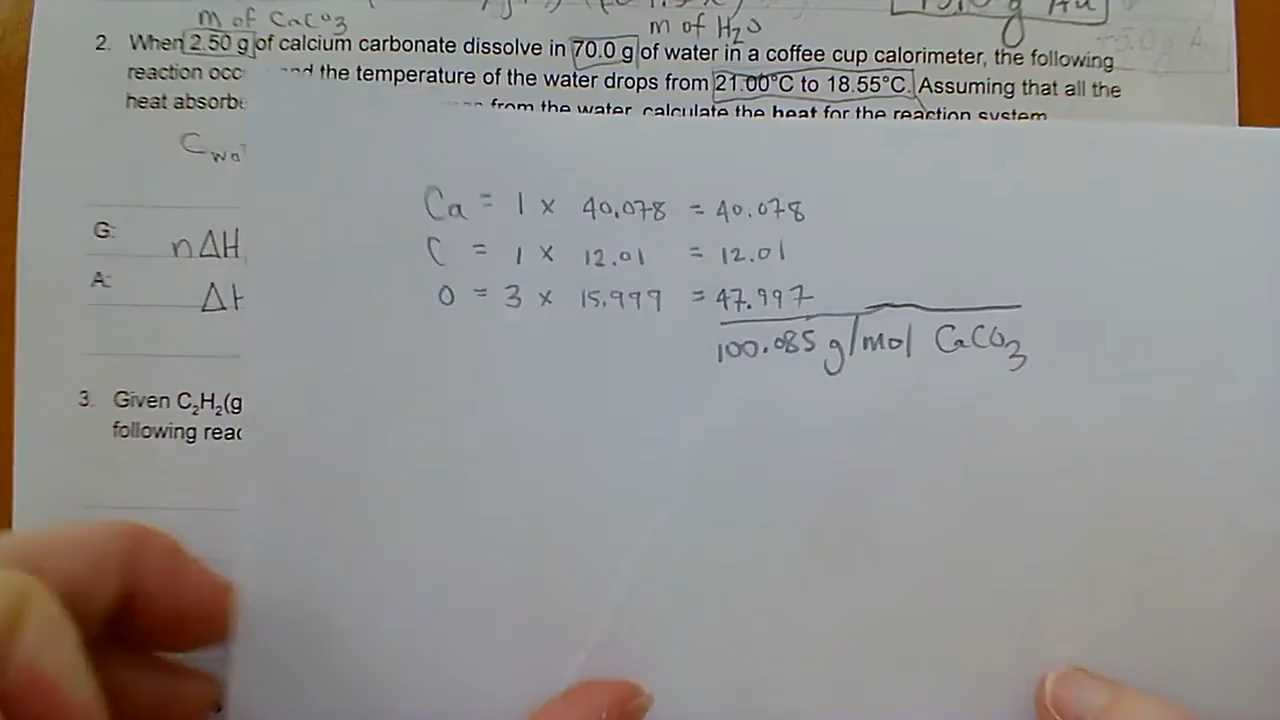 m of CaCO3
m of H2O
2. When 2.50 g of calcium carbonate dissolve in 70.0 g of water in a coffee cup calorimeter, the following
reaction occ and the temperature of the water drops from 21.00°C to 18.55°C. Assuming that all the
heat absorbe from the water, calculate the heat for the reaction system
Cwat
Ca = 1 × 40.078 = 40.078
C = 1 × 12.01 = 12.01
O = 3 × 15.999 = 47.997
100.085 g/mol CaCO3
G: nΔH
A: ΔH
3. Given C₂H₂(g
following reac